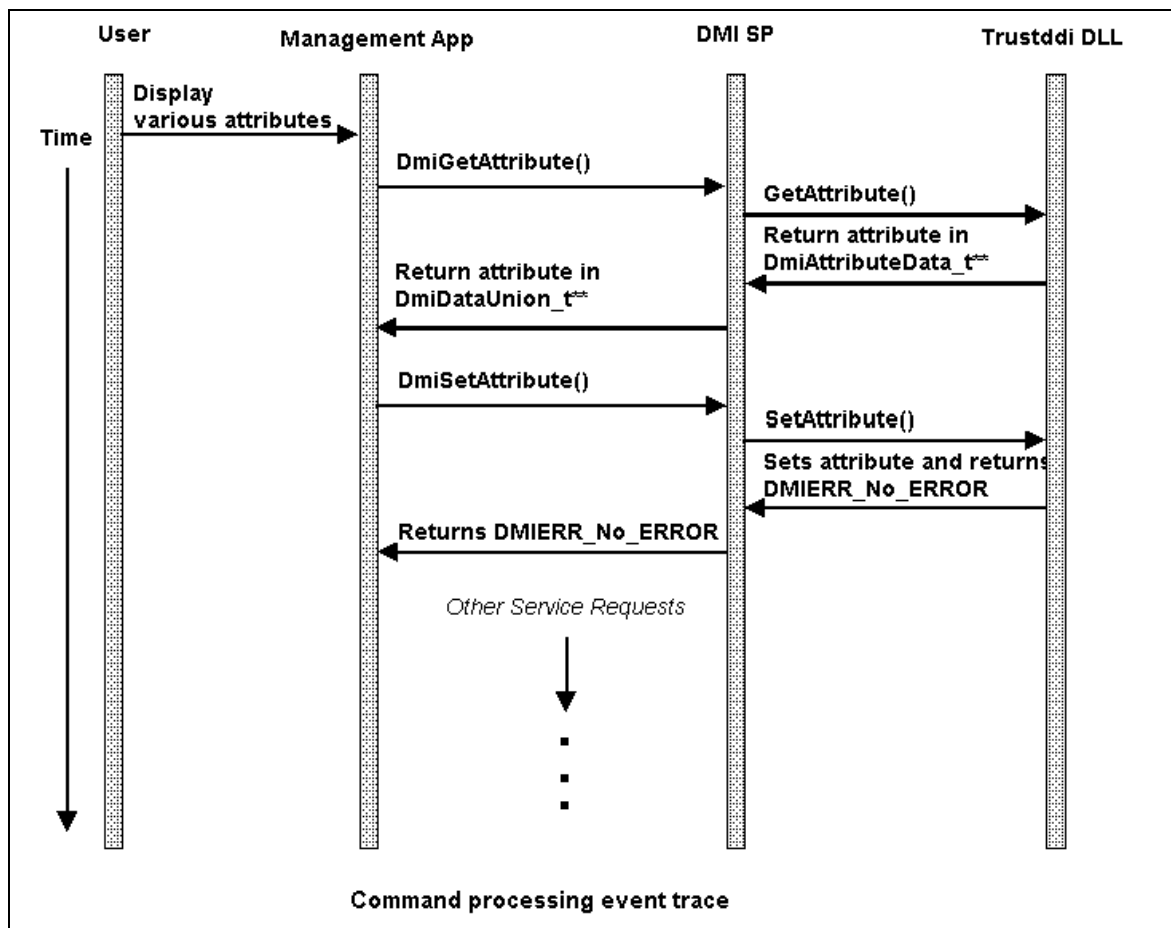 User
Management App
DMI SP
Trustddi DLL
Display
various attributes
Time
DmiGetAttribute()
GetAttribute()
Return attribute in
DmiAttributeData_t**
Return attribute in
DmiDataUnion_t**
DmiSetAttribute()
SetAttribute()
Sets attribute and returns
DMIERR_No_ERROR
Returns DMIERR_No_ERROR
Other Service Requests
Command processing event trace